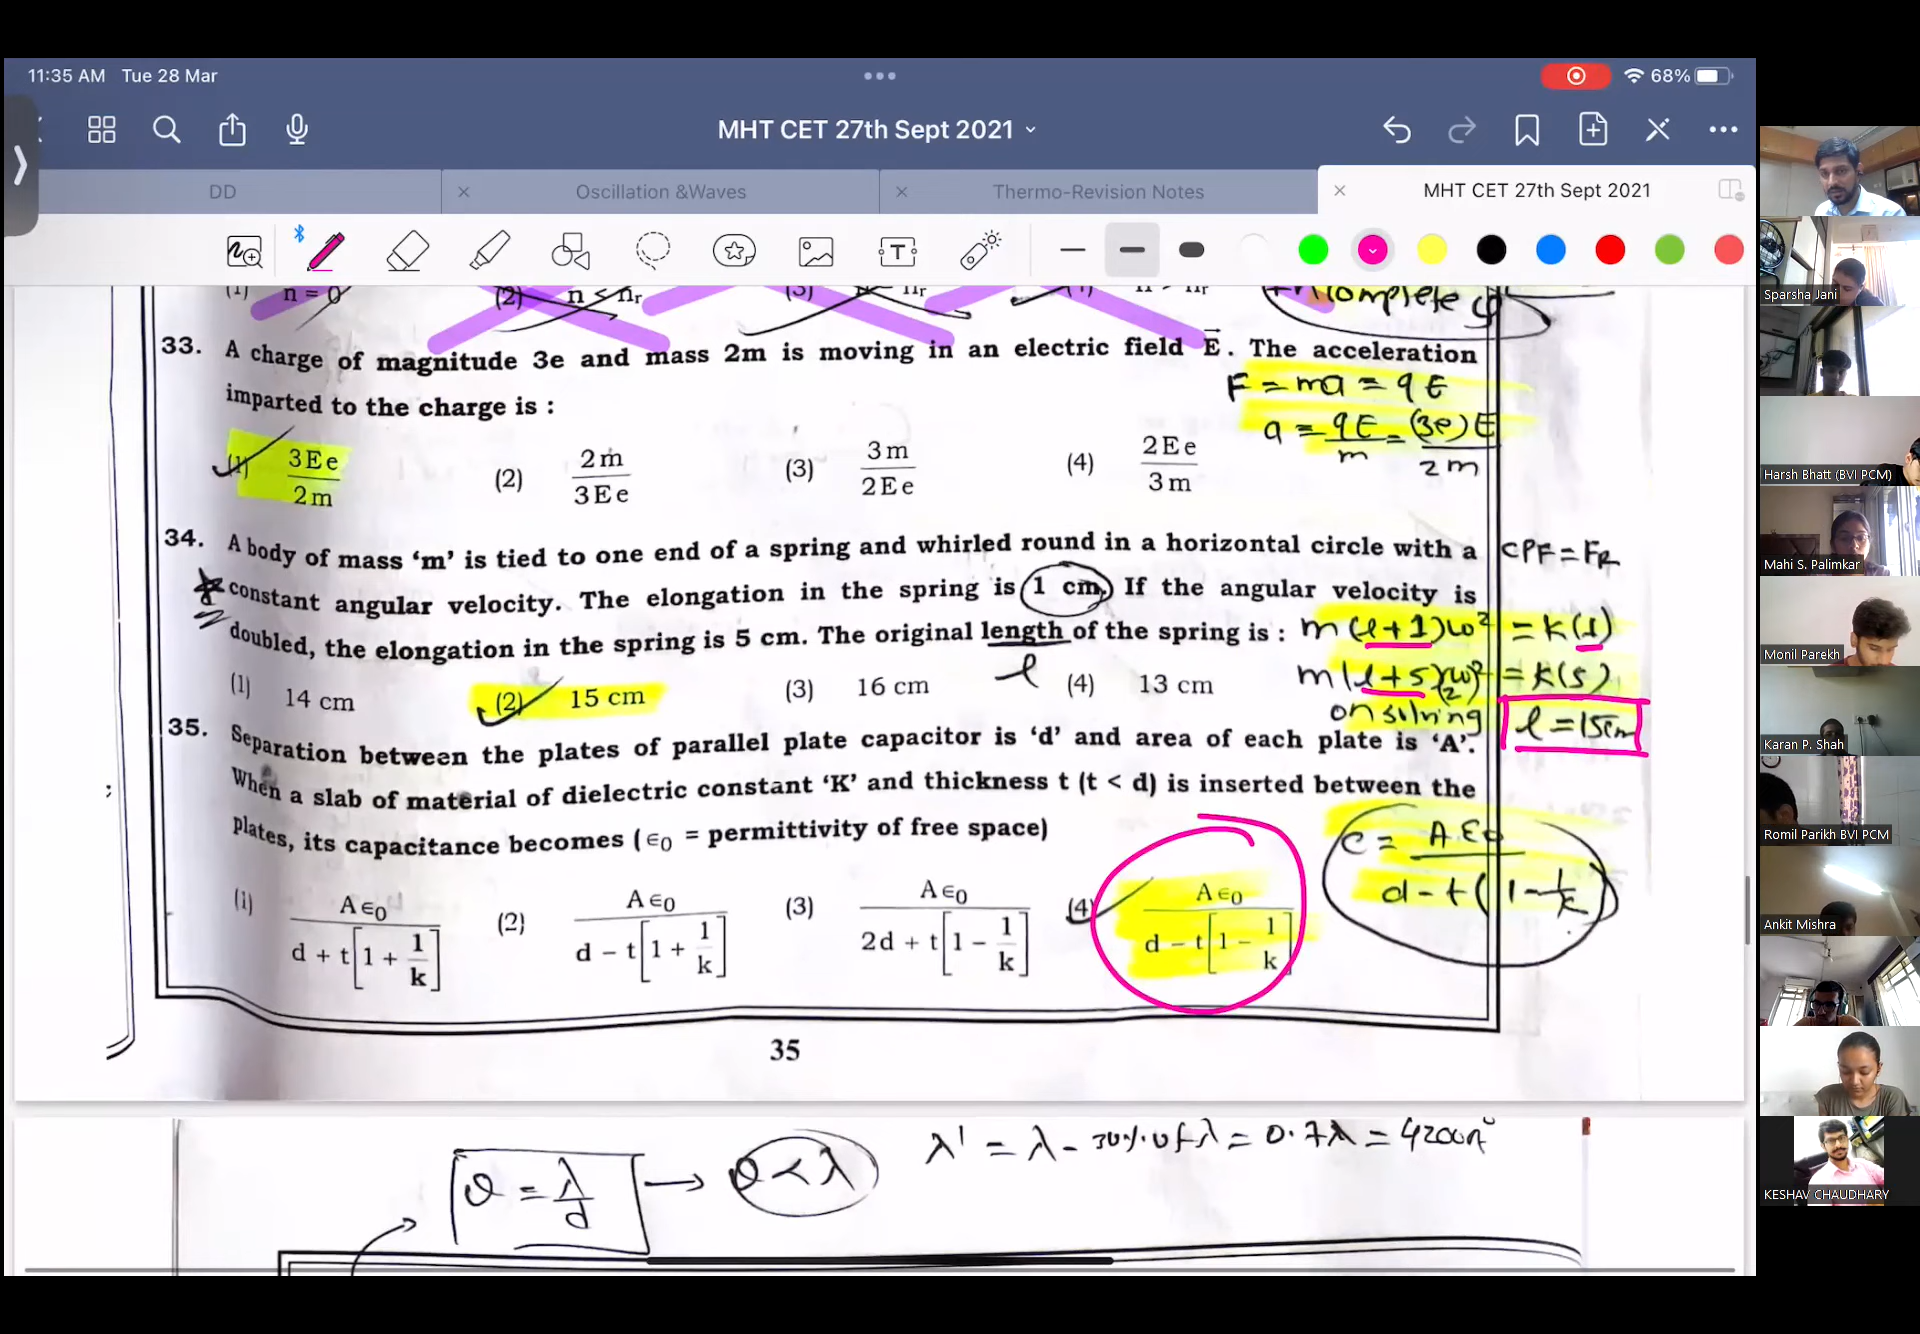 11:35 AM Tue 28 Mar
68%
MHT CET 27th Sept 2021
DD
Oscillation &Waves
Thermo-Revision Notes
MHT CET 27th Sept 2021
(1) n = 0 (2) n < nr (3) nr
Incomplete
33. A charge of magnitude 3e and mass 2m is moving in an electric field E⃗. The acceleration
imparted to the charge is :
F = ma = qE
a = qE/m = (3e)E/2m
(1) 3Ee/2m (2) 2m/3Ee (3) 3m/2Ee (4) 2Ee/3m
34. A body of mass ‘m’ is tied to one end of a spring and whirled round in a horizontal circle with a
constant angular velocity. The elongation in the spring is 1 cm. If the angular velocity is
doubled, the elongation in the spring is 5 cm. The original length of the spring is :
CPF = FR
m(l+1)ω² = k(1)
m(l+5)(2ω)² = k(5)
on solving l = 15cm
l
(1) 14 cm (2) 15 cm (3) 16 cm (4) 13 cm
35. Separation between the plates of parallel plate capacitor is ‘d’ and area of each plate is ‘A’.
When a slab of material of dielectric constant ‘K’ and thickness t (t < d) is inserted between the
plates, its capacitance becomes (∈0 = permittivity of free space)
C = Aε0/d-t(1-1/k)
(1) A∈0/d + t[1 + 1/k] (2) A∈0/d − t[1 + 1/k] (3) A∈0/2d + t[1 − 1/k] (4) A∈0/d − t[1 − 1/k]
35
λ' = λ - 30% of λ = 0.7λ = 4200A°
θ = λ/d → θ < λ
Sparsha Jani
Harsh Bhatt (BVI PCM)
Mahi S. Palimkar
Monil Parekh
Karan P. Shah
Romil Parikh BVI PCM
Ankit Mishra
KESHAV CHAUDHARY